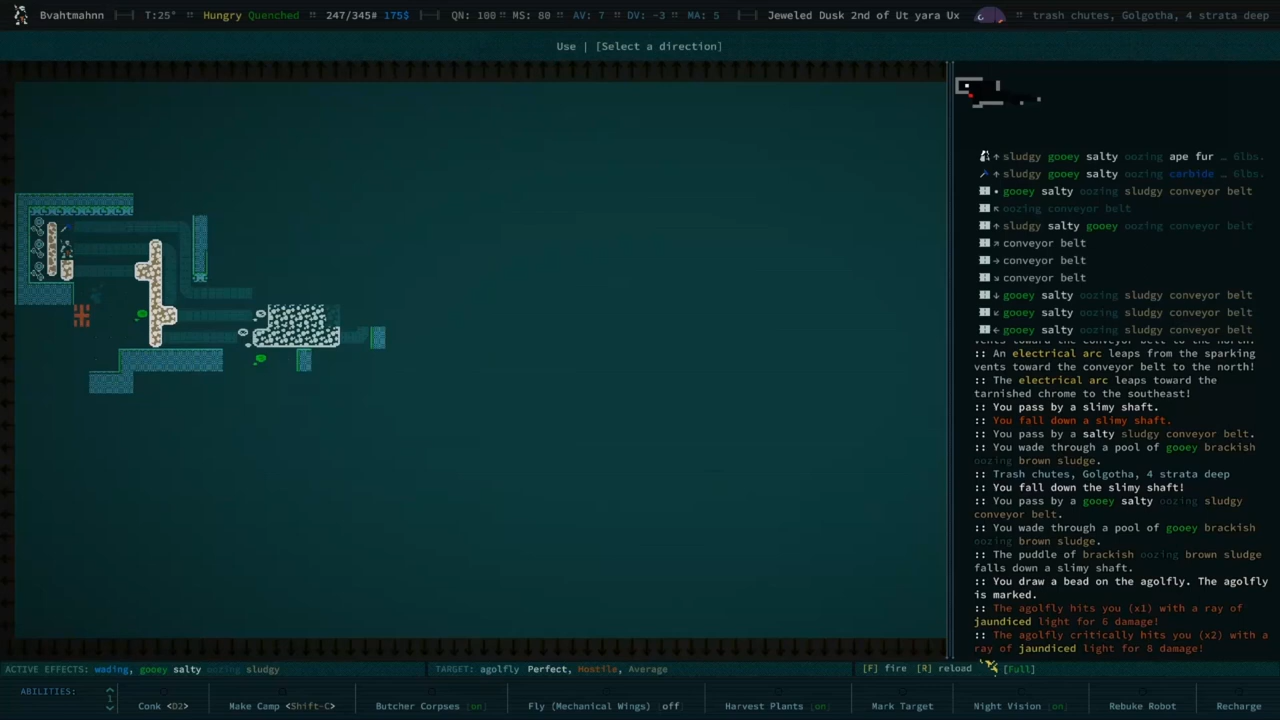 Bvahtmahnn T:25° Hungry Quenched 247/345# 175$ QN: 100 MS: 80 AV: 7 DV: -3 MA: 5 Jeweled Dusk 2nd of Ut yara Ux trash chutes, Golgotha, 4 strata deep
Use | [Select a direction]
sludgy gooey salty oozing ape fur … 6lbs.
sludgy gooey salty oozing carbide … 6lbs.
gooey salty oozing sludgy conveyor belt
oozing conveyor belt
sludgy salty gooey oozing conveyor belt
conveyor belt
conveyor belt
conveyor belt
gooey salty oozing sludgy conveyor belt
gooey salty oozing sludgy conveyor belt
gooey salty oozing sludgy conveyor belt
vents toward the conveyor belt to the north!
:: An electrical arc leaps from the sparking
vents toward the conveyor belt to the north!
:: The electrical arc leaps toward the
tarnished chrome to the southeast!
:: You pass by a slimy shaft.
:: You fall down a slimy shaft.
:: You pass by a salty sludgy conveyor belt.
:: You wade through a pool of gooey brackish
oozing brown sludge.
:: Trash chutes, Golgotha, 4 strata deep
:: You fall down the slimy shaft!
:: You pass by a gooey salty oozing sludgy
conveyor belt.
:: You wade through a pool of gooey brackish
oozing brown sludge.
:: The puddle of brackish oozing brown sludge
falls down a slimy shaft.
:: You draw a bead on the agolfly. The agolfly
is marked.
:: The agolfly hits you (x1) with a ray of
jaundiced light for 6 damage!
:: The agolfly critically hits you (x2) with a
ray of jaundiced light for 8 damage!
ACTIVE EFFECTS: wading, gooey salty oozing sludgy TARGET: agolfly Perfect, Hostile, Average [F] fire [R] reload [Full]
ABILITIES: 1 Conk <02> Make Camp <Shift-C> Butcher Corpses [on] Fly (Mechanical Wings) [off] Harvest Plants [on] Mark Target Night Vision [on] Rebuke Robot Recharge